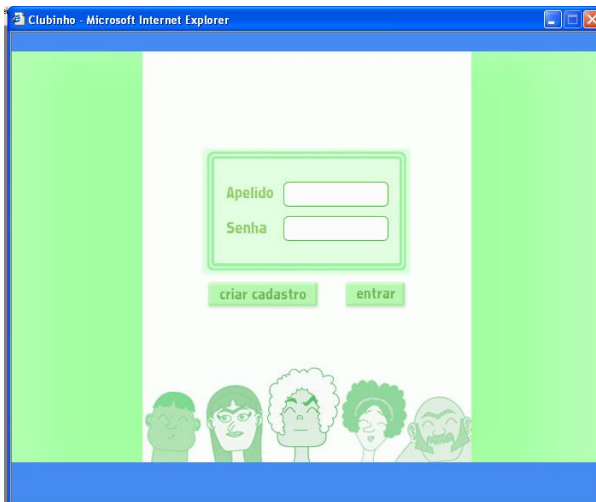 Clubinho - Microsoft Internet Explorer
Apelido
Senha
criar cadastro entrar